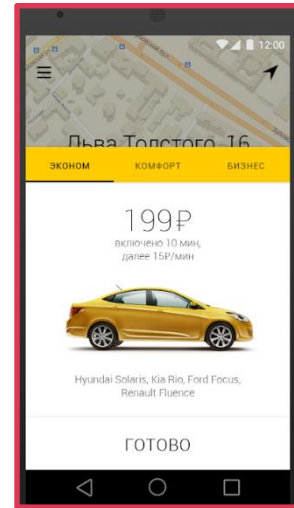 12:00
Льва Толстого, 16
ЭКОНОМ КОМФОРТ БИЗНЕС
199₽
включено 10 мин,
далее 15₽/мин
Hyundai Solaris, Kia Rio, Ford Focus,
Renault Fluence
ГОТОВО